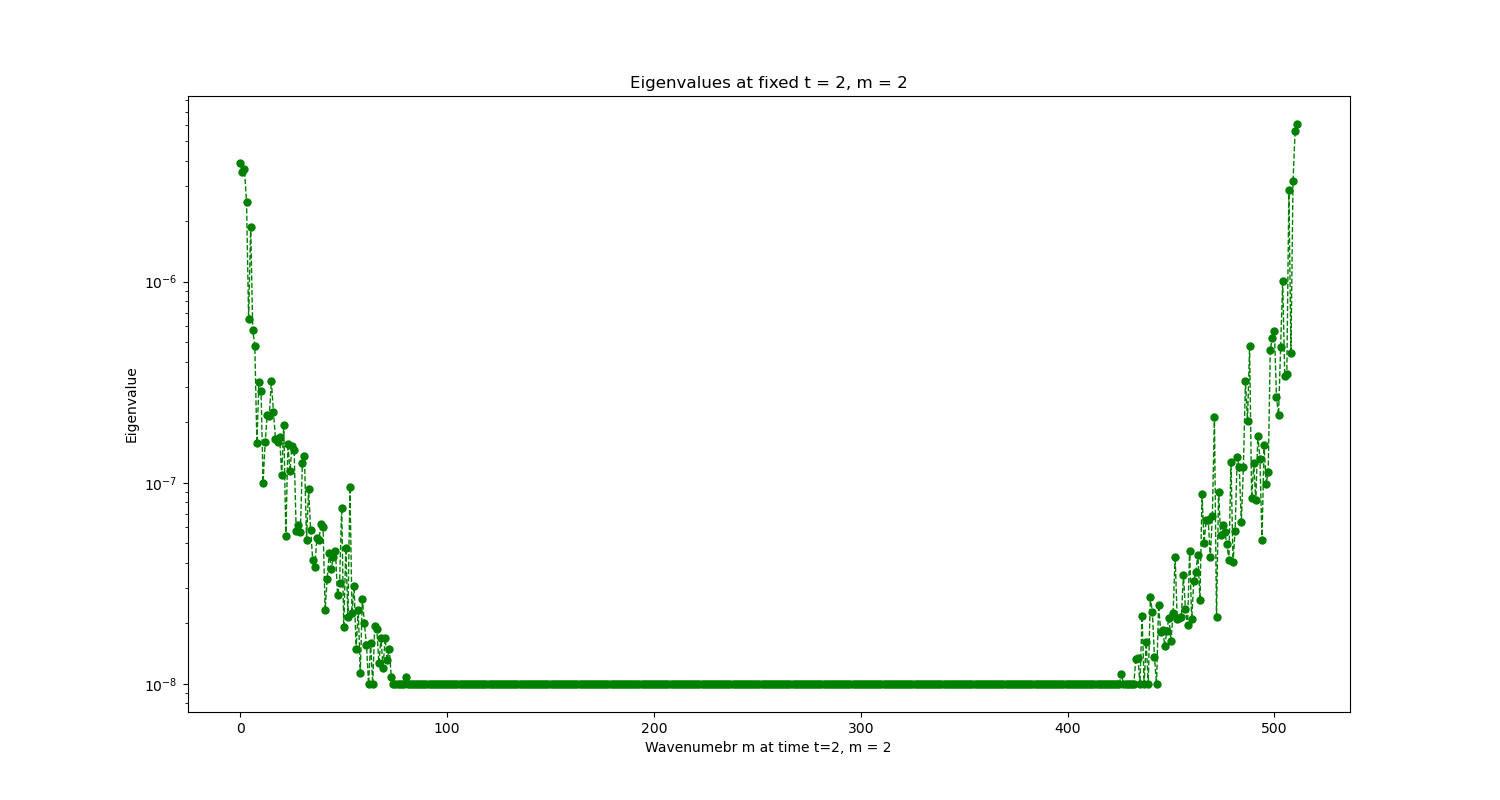 Eigenvalues at fixed t = 2, m = 2
Eigenvalue
10⁻⁶
10⁻⁷
10⁻⁸
0 100 200 300 400 500
Wavenumebr m at time t=2, m = 2